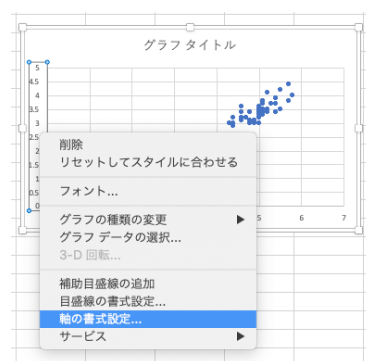 グラフ タイトル
5
4.5
4
3.5
3
2.5
2
1.5
1
0.5
0
5
6
7
削除
リセットしてスタイルに合わせる
フォント...
グラフの種類の変更
グラフ データの選択...
3-D 回転...
補助目盛線の追加
目盛線の書式設定...
軸の書式設定...
サービス